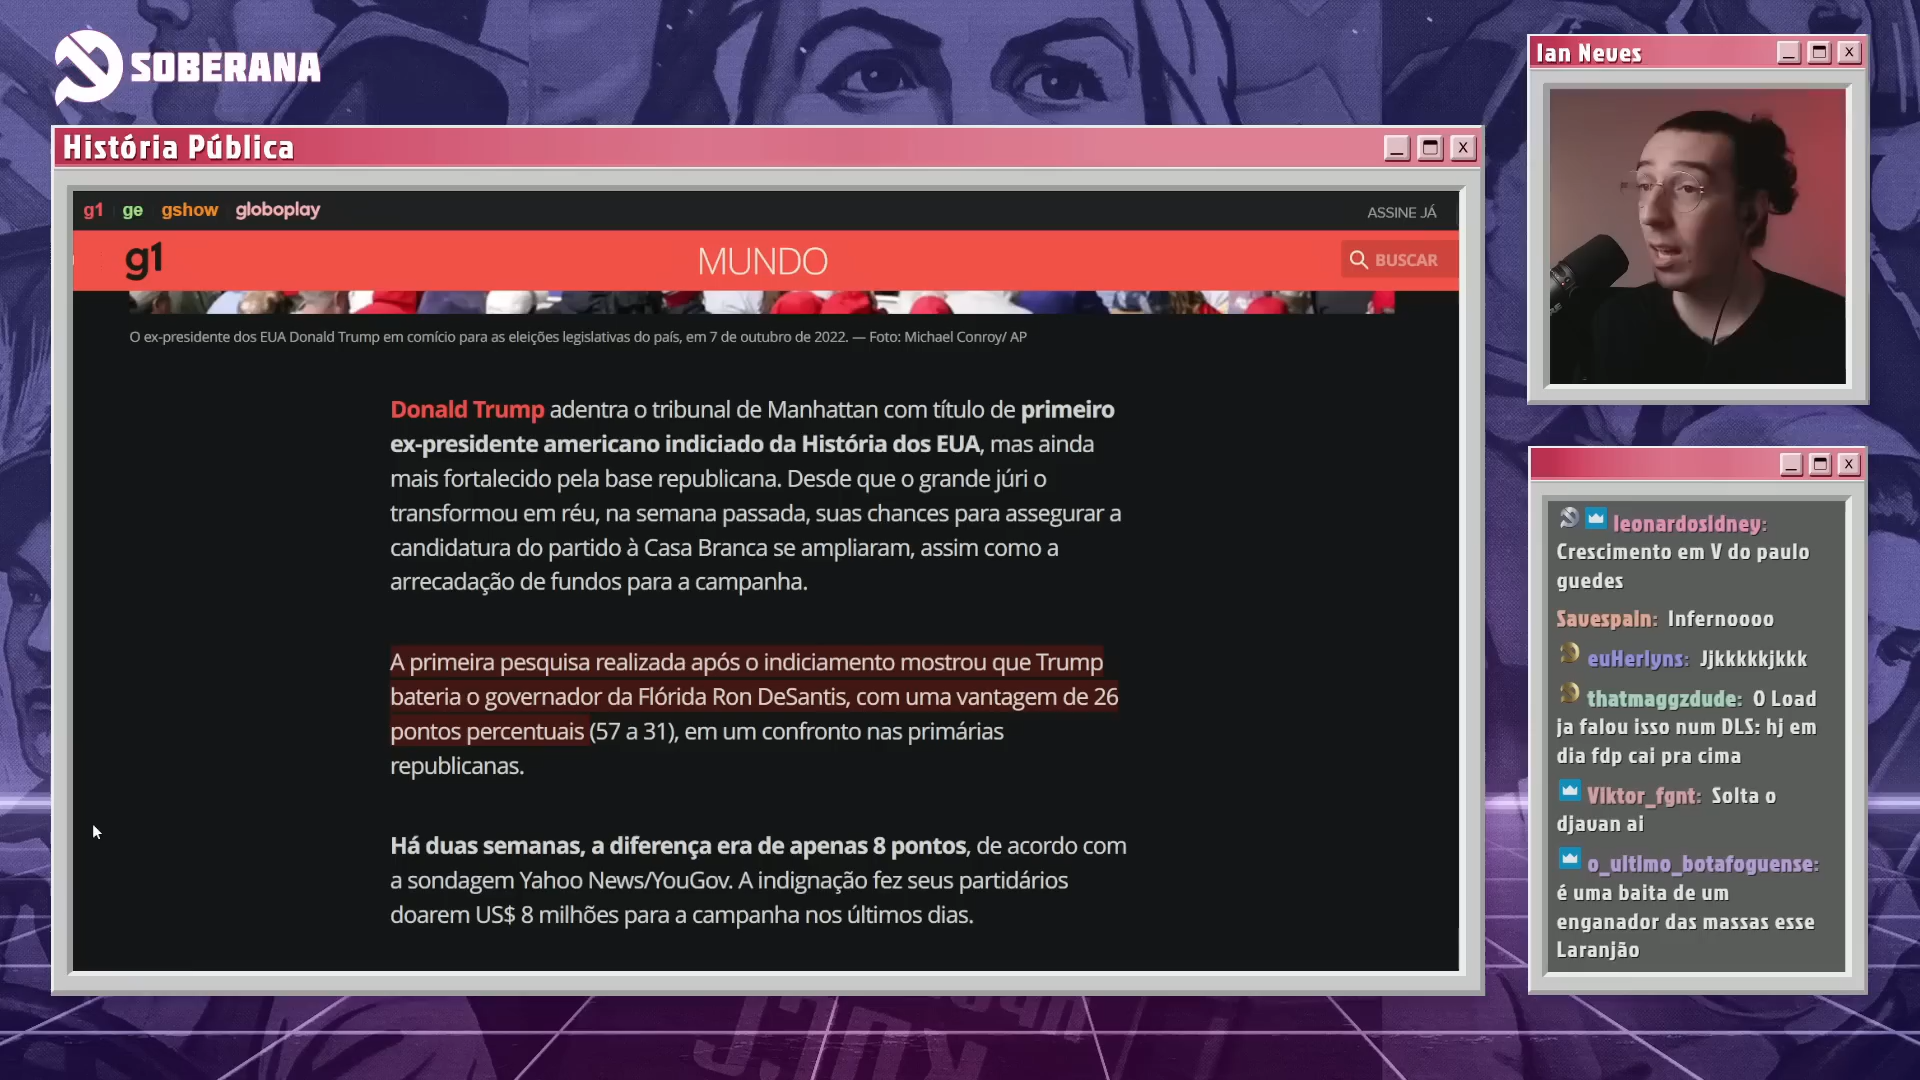 SOBERANA
História Pública
g1 ge gshow globoplay
ASSINE JÁ
g1
MUNDO
BUSCAR
O ex-presidente dos EUA Donald Trump em comício para as eleições legislativas do país, em 7 de outubro de 2022. — Foto: Michael Conroy/ AP
Donald Trump adentra o tribunal de Manhattan com título de primeiro
ex-presidente americano indiciado da História dos EUA, mas ainda
mais fortalecido pela base republicana. Desde que o grande júri o
transformou em réu, na semana passada, suas chances para assegurar a
candidatura do partido à Casa Branca se ampliaram, assim como a
arrecadação de fundos para a campanha.
A primeira pesquisa realizada após o indiciamento mostrou que Trump
bateria o governador da Flórida Ron DeSantis, com uma vantagem de 26
pontos percentuais (57 a 31), em um confronto nas primárias
republicanas.
Há duas semanas, a diferença era de apenas 8 pontos, de acordo com
a sondagem Yahoo News/YouGov. A indignação fez seus partidários
doarem US$ 8 milhões para a campanha nos últimos dias.
Ian Neves
leonardosidney:
Crescimento em V do paulo
guedes
Savespain: Infernoooo
euHerlyns: Jjkkkkkjkkk
thatmaggzdude: O Load
ja falou isso num DLS: hj em
dia fdp cai pra cima
Viktor_fgnt: Solta o
djavan ai
o_ultimo_botafoguense:
é uma baita de um
enganador das massas esse
Laranjão